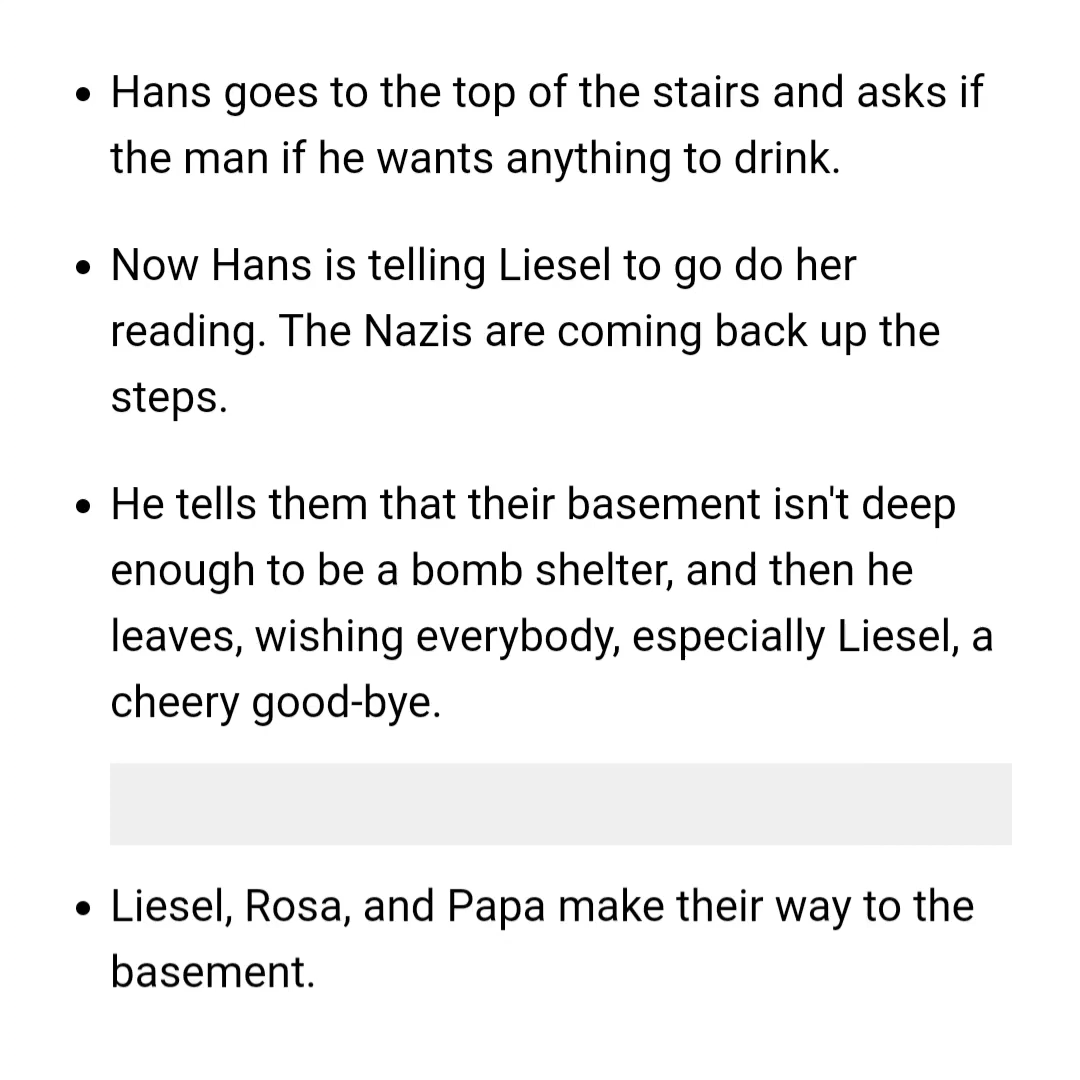 • Hans goes to the top of the stairs and asks if
the man if he wants anything to drink.
• Now Hans is telling Liesel to go do her
reading. The Nazis are coming back up the
steps.
• He tells them that their basement isn't deep
enough to be a bomb shelter, and then he
leaves, wishing everybody, especially Liesel, a
cheery good-bye.
• Liesel, Rosa, and Papa make their way to the
basement.